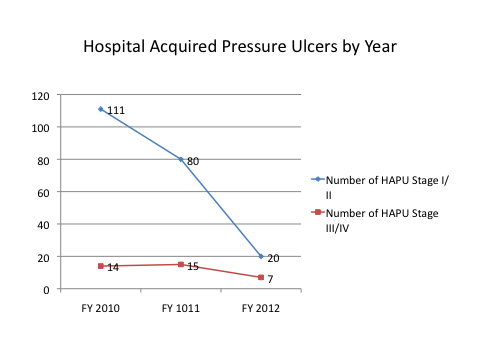 Hospital Acquired Pressure Ulcers by Year
120
100
80
60
40
20
0
111
80
20
14
15
7
FY 2010
FY 1011
FY 2012
Number of HAPU Stage I/
II
Number of HAPU Stage
III/IV